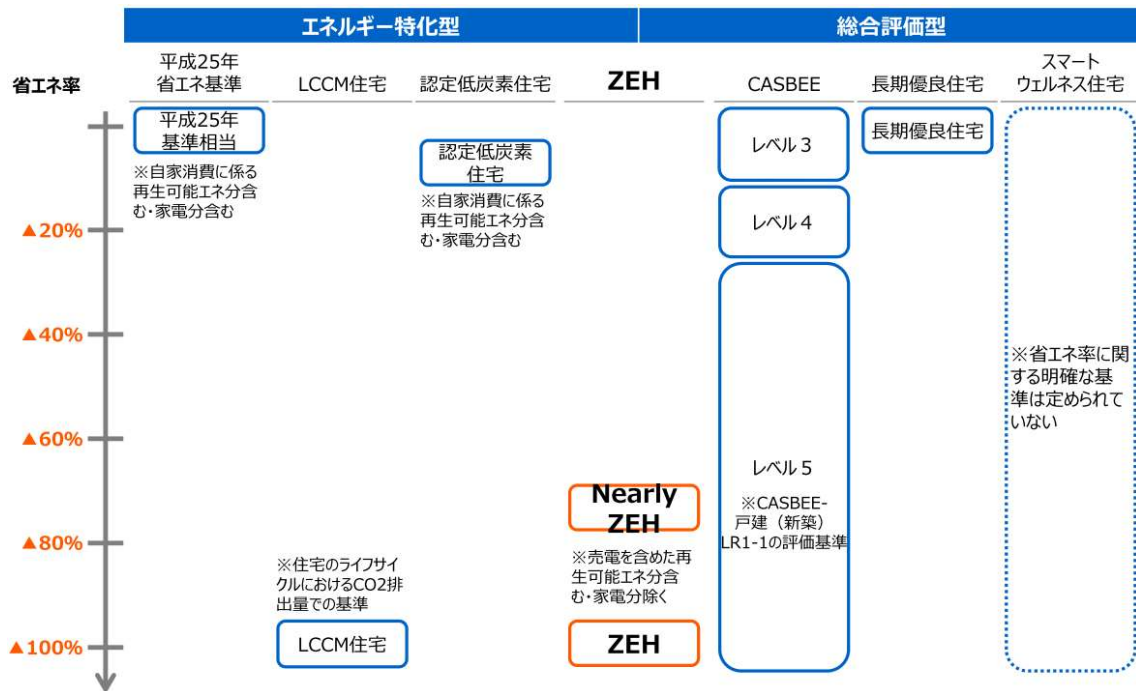 エネルギー特化型
総合評価型
省エネ率
平成25年
省エネ基準
LCCM住宅
認定低炭素住宅
ZEH
CASBEE
長期優良住宅
スマート
ウェルネス住宅
平成25年
基準相当
※自家消費に係る
再生可能エネ分含
む・家電分含む
認定低炭素
住宅
※自家消費に係る
再生可能エネ分含
む・家電分含む
レベル3
レベル4
長期優良住宅
▲20%
▲40%
▲60%
▲80%
▲100%
※住宅のライフサイ
クルにおけるCO2排
出量での基準
LCCM住宅
Nearly
ZEH
※売電を含めた再
生可能エネ分含
む・家電分除く
ZEH
レベル5
※CASBEE-
戸建（新築）
LR1-1の評価基準
※省エネ率に関
する明確な基
準は定められて
いない